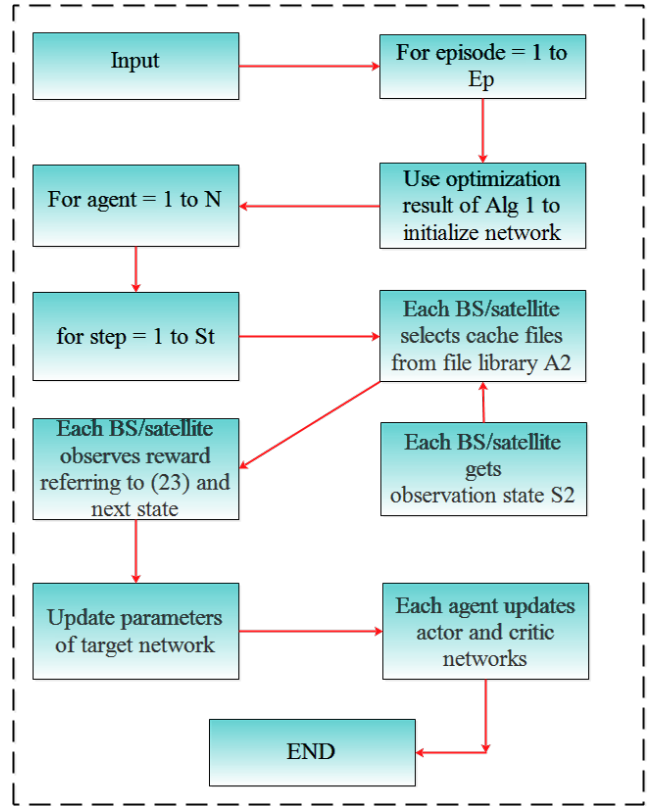 Input
For episode = 1 to
Ep
For agent = 1 to N
Use optimization
result of Alg 1 to
initialize network
for step = 1 to St
Each BS/satellite
selects cache files
from file library A2
Each BS/satellite
observes reward
referring to (23) and
next state
Each BS/satellite
gets
observation state S2
Update parameters
of target network
Each agent updates
actor and critic
networks
END